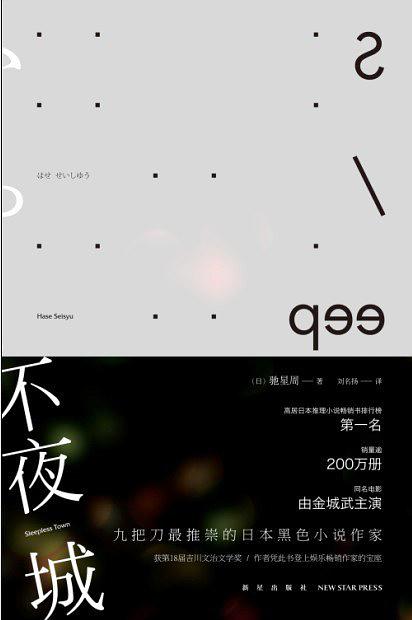 S
\
はせ せいしゆう
qee
Hase Seisyu
不夜城
Sleepless Town
（日）馳星周 — 著 刘名扬 — 译
高居日本推理小说畅销书排行榜
第一名
销量逾
200万册
同名电影
由金城武主演
九把刀最推崇的日本黑色小说作家
获第18届吉川文治文学奖 / 作者凭此书登上娱乐畅销作家的宝座
新星出版社 NEW STAR PRESS